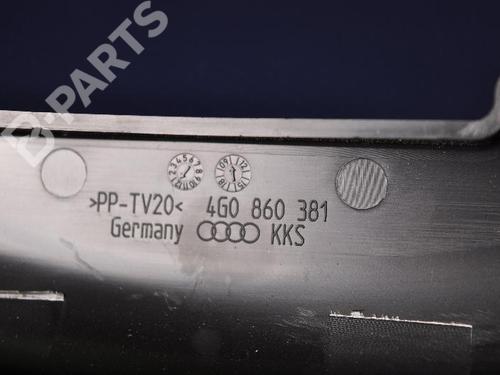 B-PARTS
>PP-TV20< 4G0 860 381
Germany KKS